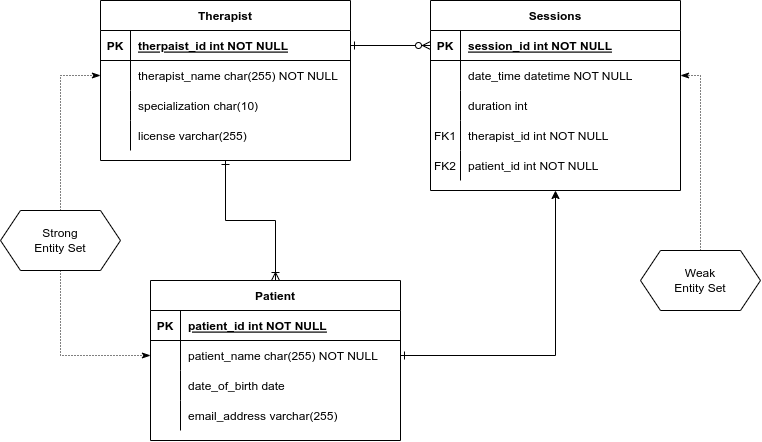 Therapist
PK therpaist_id int NOT NULL
therapist_name char(255) NOT NULL
specialization char(10)
license varchar(255)
Sessions
PK session_id int NOT NULL
date_time datetime NOT NULL
duration int
FK1 therapist_id int NOT NULL
FK2 patient_id int NOT NULL
Strong
Entity Set
Weak
Entity Set
Patient
PK patient_id int NOT NULL
patient_name char(255) NOT NULL
date_of_birth date
email_address varchar(255)